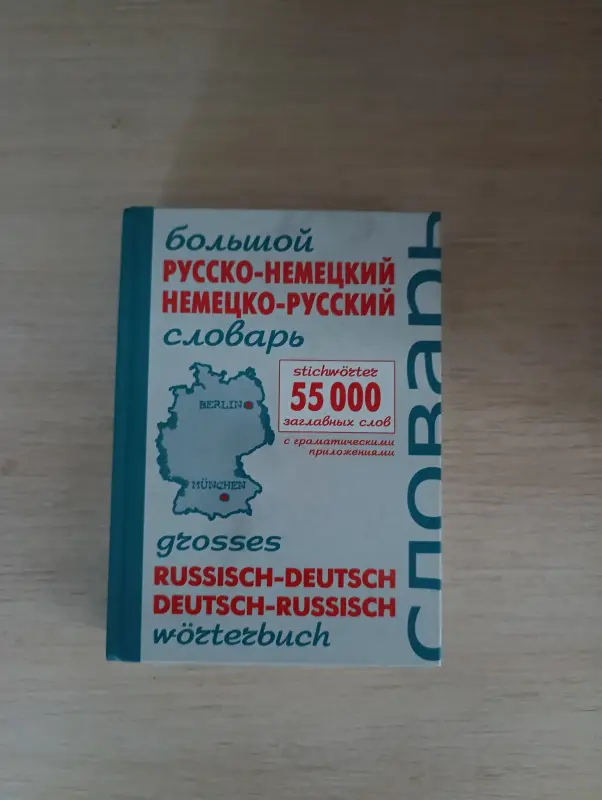 большой
РУССКО-НЕМЕЦКИЙ
НЕМЕЦКО-РУССКИЙ
словарь
stichwörter
55 000
заглавных слов
с граматическими
приложениями
BERLIN
MÜNCHEN
grosses
RUSSISCH-DEUTSCH
DEUTSCH-RUSSISCH
wörterbuch
словарь